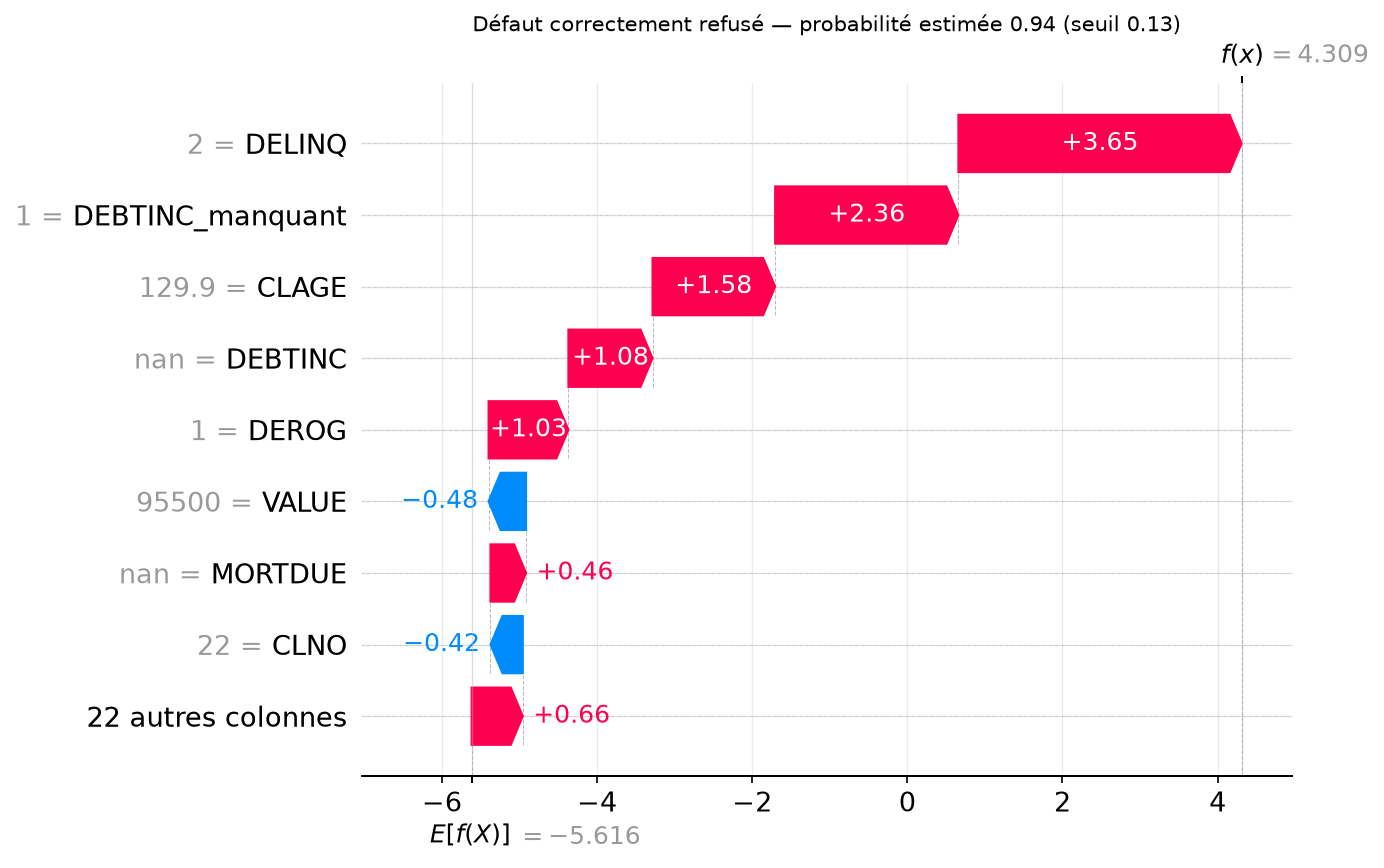 Défaut correctement refusé — probabilité estimée 0.94 (seuil 0.13)
f(x) = 4.309
2 = DELINQ +3.65
1 = DEBTINC_manquant +2.36
129.9 = CLAGE +1.58
nan = DEBTINC +1.08
1 = DEROG +1.03
95500 = VALUE −0.48
nan = MORTDUE +0.46
22 = CLNO −0.42
22 autres colonnes +0.66
−6 −4 −2 0 2 4
E[f(X)] = −5.616